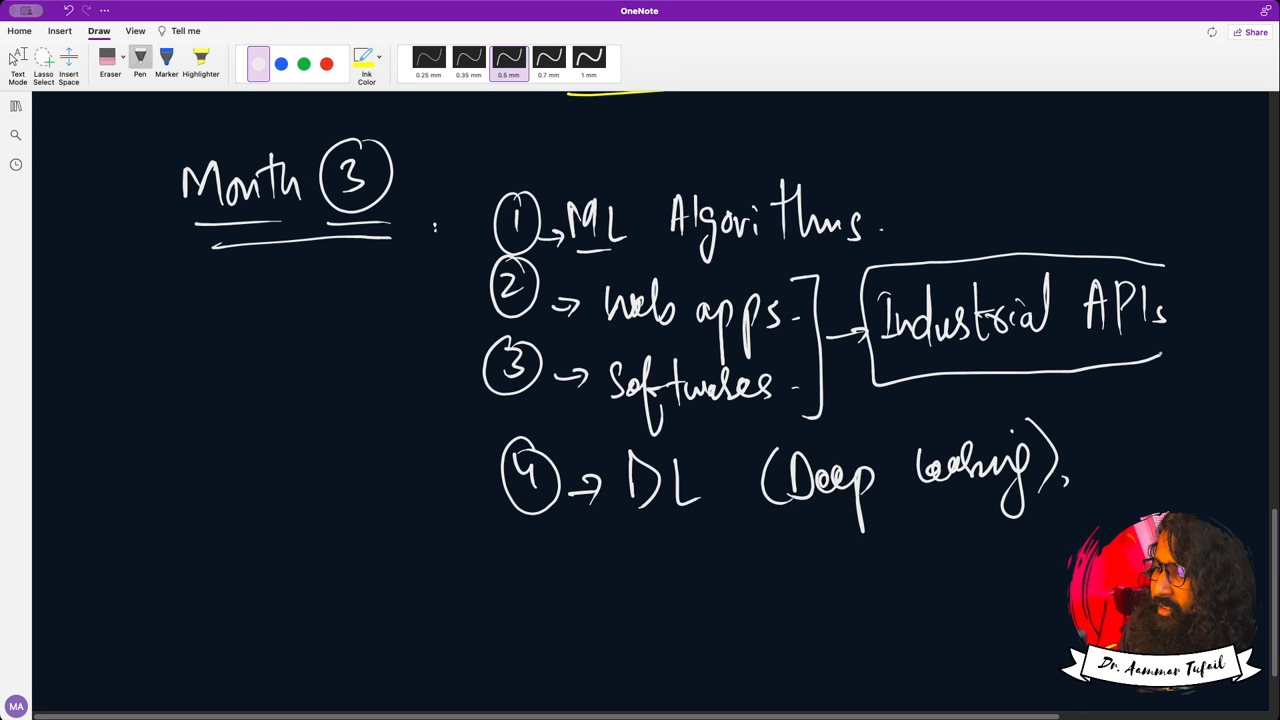 OneNote
Home Insert Draw View Tell me
Share
Text Mode
Lasso Select
Insert Space
Eraser
Pen
Marker
Highlighter
Ink Color
0.25 mm
0.35 mm
0.5 mm
0.7 mm
1 mm
Month 3 :
1 → ML Algorithms.
2 → Web apps.
3 → Softwares.
→ Industrial APIs
4 → DL (Deep learning),
MA
Dr. Aammar Tufail